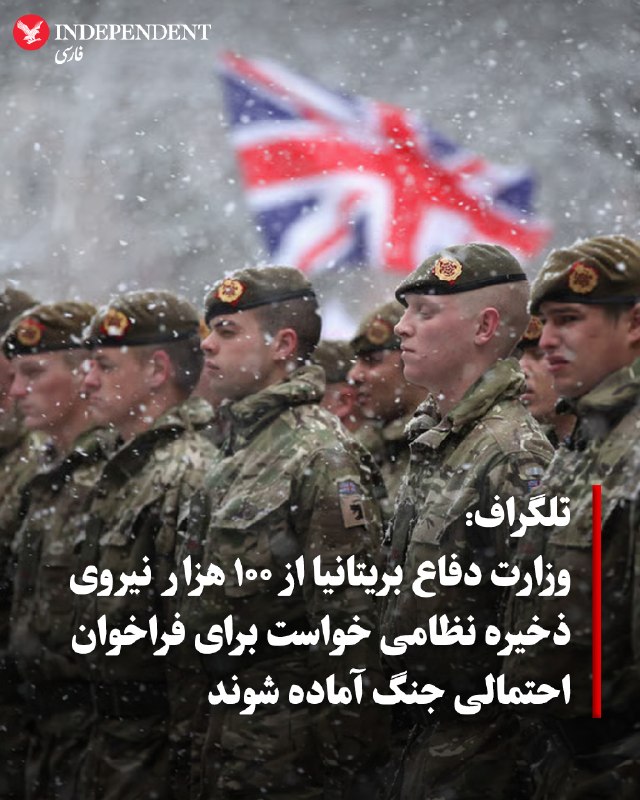 INDEPENDENT
فارسی
تلگراف:
وزارت دفاع بریتانیا از ۱۰۰ هزار نیروی
ذخیره نظامی خواست برای فراخوان
احتمالی جنگ آماده شوند